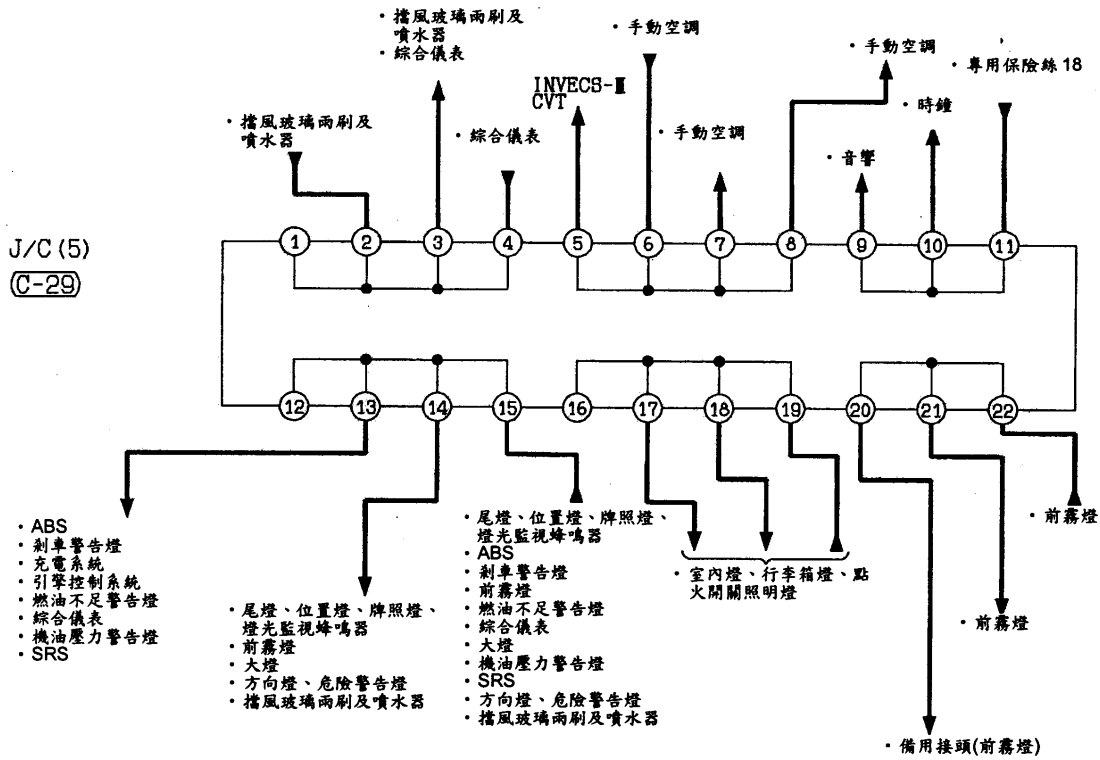 · 擋風玻璃兩刷及
噴水器
· 綜合儀表
· 手動空調
· 手動空調
· 專用保險絲 18
INVECS-Ⅲ
CVT
· 時鐘
· 擋風玻璃兩刷及
噴水器
· 綜合儀表
· 手動空調
· 音響
J/C (5)
C-29
1 2 3 4 5 6 7 8 9 10 11
12 13 14 15 16 17 18 19 20 21 22
· ABS
· 剎車警告燈
· 充電系統
· 引擎控制系統
· 燃油不足警告燈
· 綜合儀表
· 機油壓力警告燈
· SRS
· 尾燈、位置燈、牌照燈、
燈光監視蜂鳴器
· 前霧燈
· 大燈
· 方向燈、危險警告燈
· 擋風玻璃兩刷及噴水器
· 尾燈、位置燈、牌照燈、
燈光監視蜂鳴器
· ABS
· 剎車警告燈
· 前霧燈
· 燃油不足警告燈
· 綜合儀表
· 大燈
· 機油壓力警告燈
· SRS
· 方向燈、危險警告燈
· 擋風玻璃兩刷及噴水器
· 室內燈、行李箱燈、點
火開關照明燈
· 前霧燈
· 前霧燈
· 備用接頭(前霧燈)